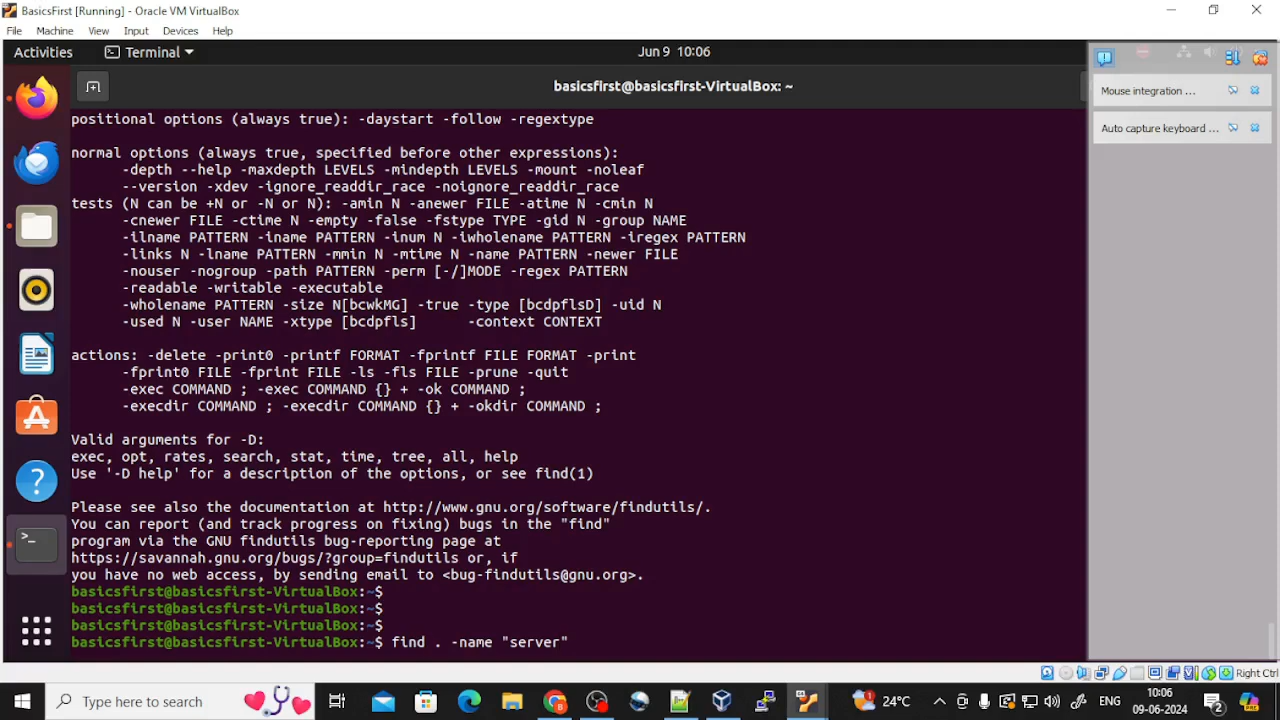 BasicsFirst [Running] - Oracle VM VirtualBox
File Machine View Input Devices Help
Activities Terminal Jun 9 10:06
basicsfirst@basicsfirst-VirtualBox: ~
Mouse integration ...
Auto capture keyboard ...
positional options (always true): -daystart -follow -regextype
normal options (always true, specified before other expressions):
-depth --help -maxdepth LEVELS -mindepth LEVELS -mount -noleaf
--version -xdev -ignore_readdir_race -noignore_readdir_race
tests (N can be +N or -N or N): -amin N -anewer FILE -atime N -cmin N
-cnewer FILE -ctime N -empty -false -fstype TYPE -gid N -group NAME
-ilname PATTERN -iname PATTERN -inum N -iwholename PATTERN -iregex PATTERN
-links N -lname PATTERN -mmin N -mtime N -name PATTERN -newer FILE
-nouser -nogroup -path PATTERN -perm [-/]MODE -regex PATTERN
-readable -writable -executable
-wholename PATTERN -size N[bcwkMG] -true -type [bcdpflsD] -uid N
-used N -user NAME -xtype [bcdpfls] -context CONTEXT
actions: -delete -print0 -printf FORMAT -fprintf FILE FORMAT -print
-fprint0 FILE -fprint FILE -ls -fls FILE -prune -quit
-exec COMMAND ; -exec COMMAND {} + -ok COMMAND ;
-execdir COMMAND ; -execdir COMMAND {} + -okdir COMMAND ;
Valid arguments for -D:
exec, opt, rates, search, stat, time, tree, all, help
Use '-D help' for a description of the options, or see find(1)
Please see also the documentation at http://www.gnu.org/software/findutils/.
You can report (and track progress on fixing) bugs in the "find"
program via the GNU findutils bug-reporting page at
https://savannah.gnu.org/bugs/?group=findutils or, if
you have no web access, by sending email to <bug-findutils@gnu.org>.
basicsfirst@basicsfirst-VirtualBox:~$
basicsfirst@basicsfirst-VirtualBox:~$
basicsfirst@basicsfirst-VirtualBox:~$
basicsfirst@basicsfirst-VirtualBox:~$ find . -name "server"
Right Ctrl
Type here to search
24°C
ENG
10:06
09-06-2024